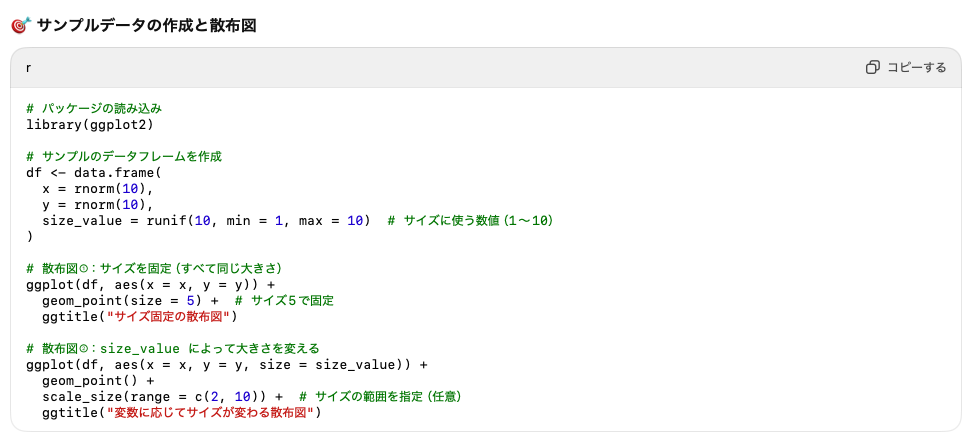 🎯 サンプルデータの作成と散布図
r
コピーする
# パッケージの読み込み
library(ggplot2)
# サンプルのデータフレームを作成
df <- data.frame(
  x = rnorm(10),
  y = rnorm(10),
  size_value = runif(10, min = 1, max = 10)  # サイズに使う数値（1〜10）
)
# 散布図①：サイズを固定（すべて同じ大きさ）
ggplot(df, aes(x = x, y = y)) +
  geom_point(size = 5) +  # サイズ5で固定
  ggtitle("サイズ固定の散布図")
# 散布図②：size_value によって大きさを変える
ggplot(df, aes(x = x, y = y, size = size_value)) +
  geom_point() +
  scale_size(range = c(2, 10)) +  # サイズの範囲を指定（任意）
  ggtitle("変数に応じてサイズが変わる散布図")